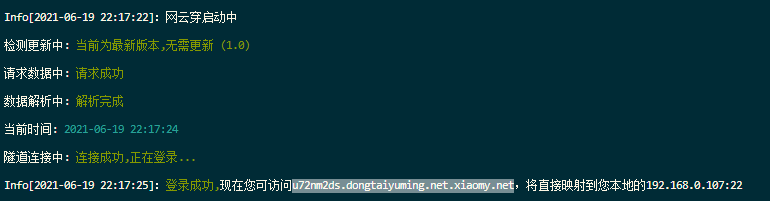 Info[2021-06-19 22:17:22]: 网云穿启动中
检测更新中: 当前为最新版本,无需更新 (1.0)
请求数据中: 请求成功
数据解析中: 解析完成
当前时间: 2021-06-19 22:17:24
隧道连接中: 连接成功,正在登录...
Info[2021-06-19 22:17:25]: 登录成功,现在您可访问u72nm2ds.dongtaiyuming.net.xiaomy.net，将直接映射到您本地的192.168.0.107:22